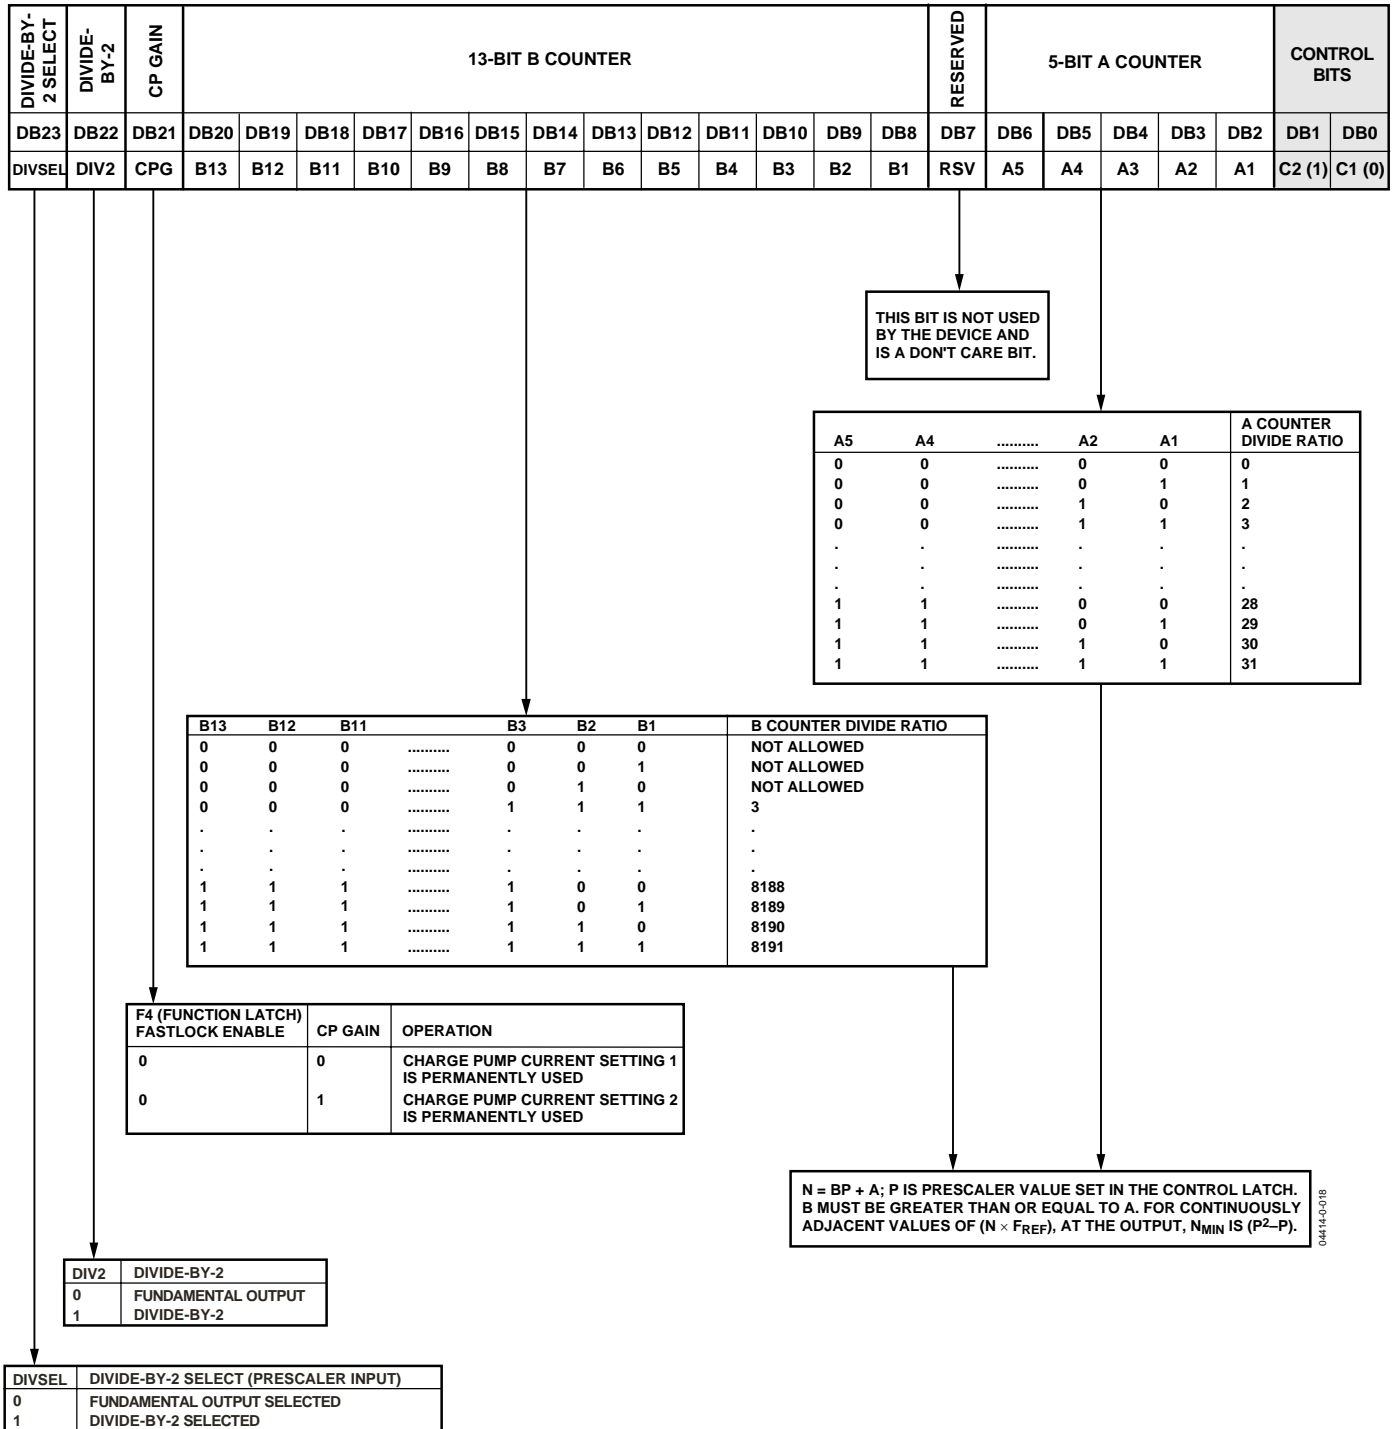 DIVIDE-BY-
2 SELECT
DIVIDE-
BY-2
CP GAIN
13-BIT B COUNTER
RESERVED
5-BIT A COUNTER
CONTROL
BITS
DB23 DB22 DB21 DB20 DB19 DB18 DB17 DB16 DB15 DB14 DB13 DB12 DB11 DB10 DB9 DB8 DB7 DB6 DB5 DB4 DB3 DB2 DB1 DB0
DIVSEL DIV2 CPG B13 B12 B11 B10 B9 B8 B7 B6 B5 B4 B3 B2 B1 RSV A5 A4 A3 A2 A1 C2 (1) C1 (0)
THIS BIT IS NOT USED
BY THE DEVICE AND
IS A DON'T CARE BIT.
A COUNTER
A5 A4 .......... A2 A1 DIVIDE RATIO
0 0 .......... 0 0 0
0 0 .......... 0 1 1
0 0 .......... 1 0 2
0 0 .......... 1 1 3
. . .......... . . .
. . .......... . . .
. . .......... . . .
1 1 .......... 0 0 28
1 1 .......... 0 1 29
1 1 .......... 1 0 30
1 1 .......... 1 1 31
B13 B12 B11 B3 B2 B1 B COUNTER DIVIDE RATIO
0 0 0 .......... 0 0 0 NOT ALLOWED
0 0 0 .......... 0 0 1 NOT ALLOWED
0 0 0 .......... 0 1 0 NOT ALLOWED
0 0 0 .......... 1 1 1 3
. . . .......... . . . .
. . . .......... . . . .
. . . .......... . . . .
1 1 1 .......... 1 0 0 8188
1 1 1 .......... 1 0 1 8189
1 1 1 .......... 1 1 0 8190
1 1 1 .......... 1 1 1 8191
F4 (FUNCTION LATCH)
FASTLOCK ENABLE CP GAIN OPERATION
0 0 CHARGE PUMP CURRENT SETTING 1
IS PERMANENTLY USED
0 1 CHARGE PUMP CURRENT SETTING 2
IS PERMANENTLY USED
N = BP + A; P IS PRESCALER VALUE SET IN THE CONTROL LATCH.
B MUST BE GREATER THAN OR EQUAL TO A. FOR CONTINUOUSLY
ADJACENT VALUES OF (N × FREF), AT THE OUTPUT, NMIN IS (P²–P).
04414-0-018
DIV2 DIVIDE-BY-2
0 FUNDAMENTAL OUTPUT
1 DIVIDE-BY-2
DIVSEL DIVIDE-BY-2 SELECT (PRESCALER INPUT)
0 FUNDAMENTAL OUTPUT SELECTED
1 DIVIDE-BY-2 SELECTED